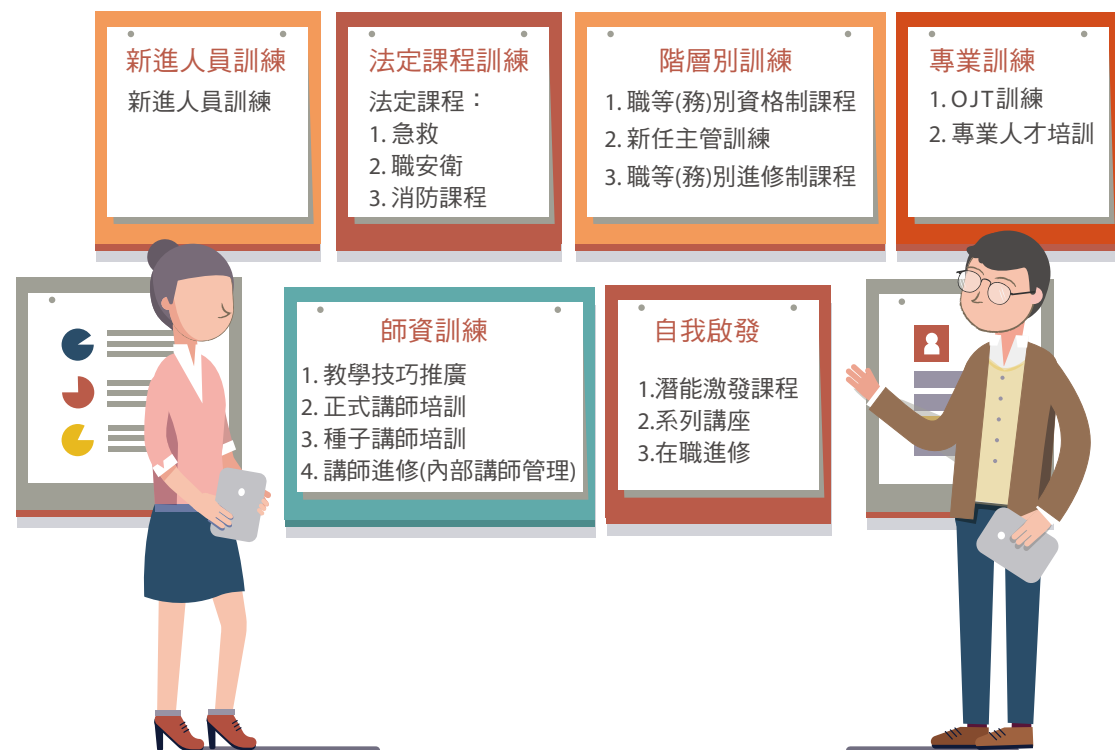 新進人員訓練
新進人員訓練
法定課程訓練
法定課程：
1. 急救
2. 職安衛
3. 消防課程
階層別訓練
1. 職等(務)別資格制課程
2. 新任主管訓練
3. 職等(務)別進修制課程
專業訓練
1. OJT訓練
2. 專業人才培訓
師資訓練
1. 教學技巧推廣
2. 正式講師培訓
3. 種子講師培訓
4. 講師進修(內部講師管理)
自我啟發
1.潛能激發課程
2.系列講座
3.在職進修